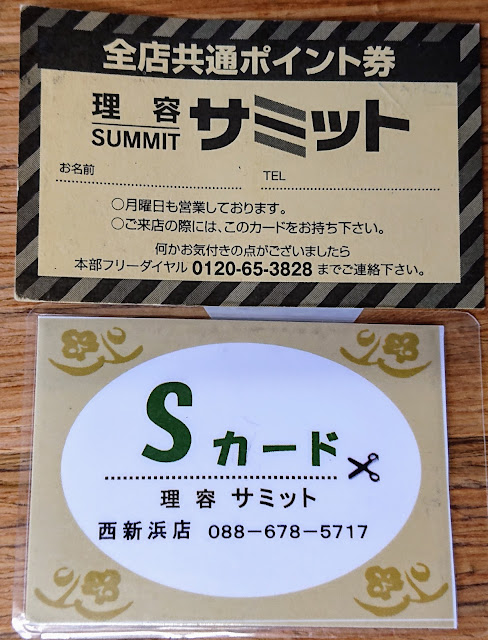 全店共通ポイント券
理容 サミット
SUMMIT
お名前 TEL
○月曜日も営業しております。
○ご来店の際には、このカードをお持ち下さい。
何かお気付きの点がございましたら
本部フリーダイヤル 0120-65-3828 までご連絡下さい。
S カード
理容 サミット
西新浜店 088-678-5717